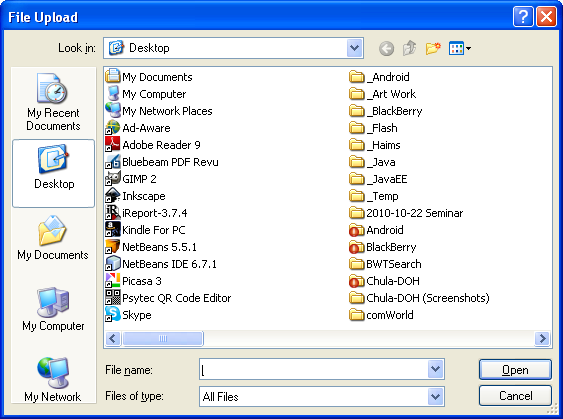 File Upload
Look in:
Desktop
My Recent
Documents
Desktop
My Documents
My Computer
My Network
My Documents
My Computer
My Network Places
Ad-Aware
Adobe Reader 9
Bluebeam PDF Revu
GIMP 2
Inkscape
iReport-3.7.4
Kindle For PC
NetBeans 5.5.1
NetBeans IDE 6.7.1
Picasa 3
Psytec QR Code Editor
Skype
_Android
_Art Work
_BlackBerry
_Flash
_Haims
_Java
_JavaEE
_Temp
2010-10-22 Seminar
Android
BlackBerry
BWTSearch
Chula-DOH
Chula-DOH (Screenshots)
comWorld
File name:
Open
Files of type:
All Files
Cancel